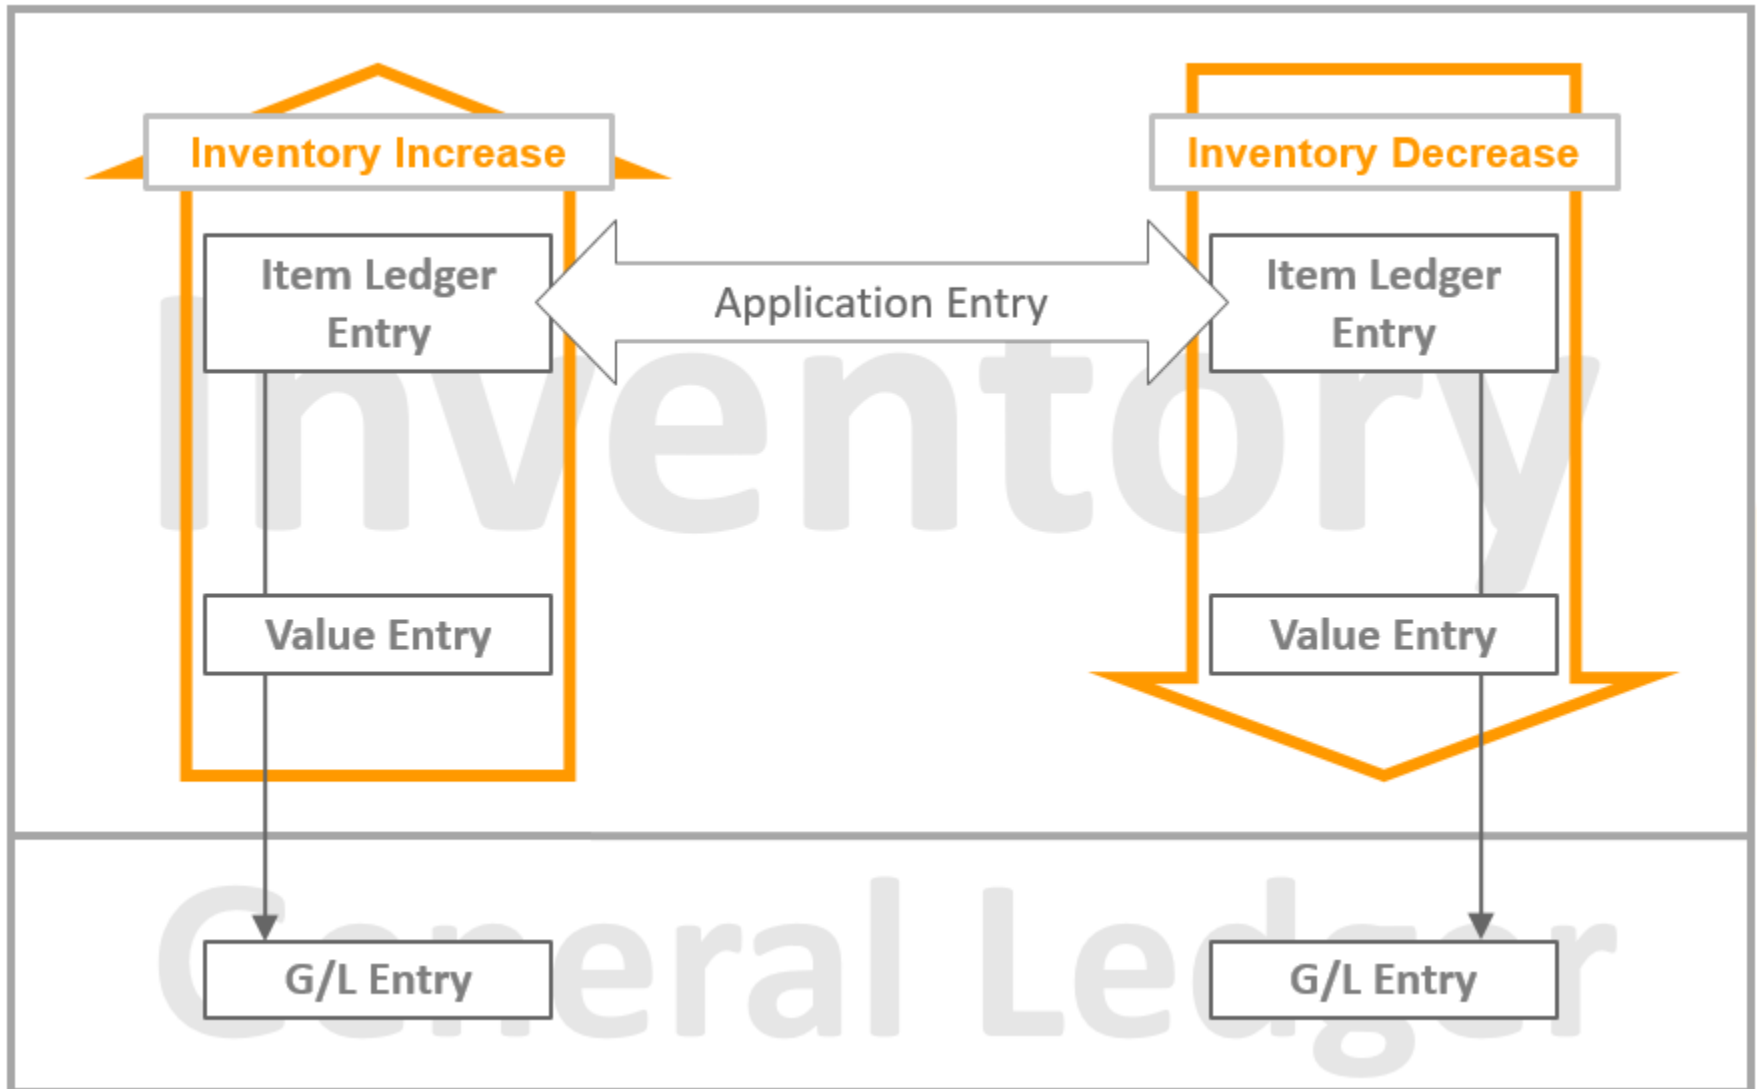 Inventory Increase
Inventory Decrease
Item Ledger
Entry
Application Entry
Item Ledger
Entry
Inventory
Value Entry
Value Entry
General Ledger
G/L Entry
G/L Entry